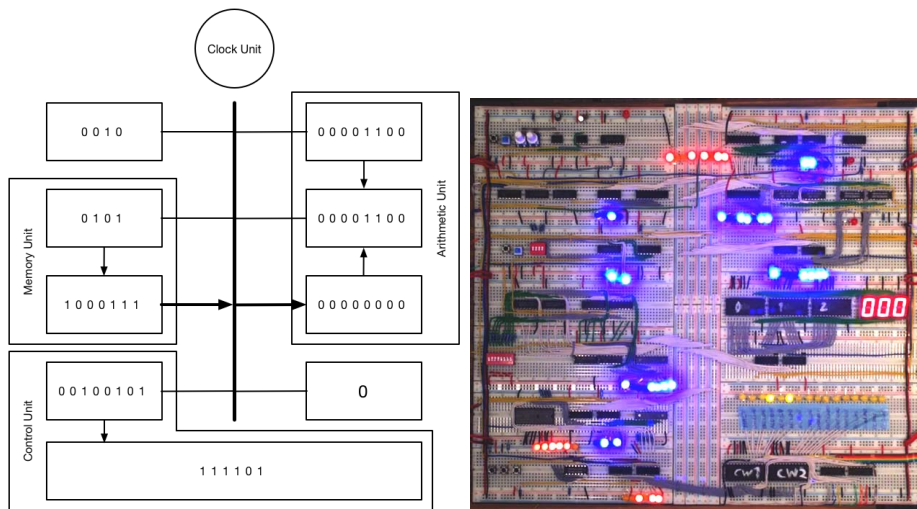 Clock Unit
0 0 1 0
0 0 0 0 1 1 0 0
Memory Unit
0 1 0 1
0 0 0 0 1 1 0 0
Arithmetic Unit
1 0 0 0 1 1 1
0 0 0 0 0 0 0 0
Control Unit
0 0 1 0 0 1 0 1
0
1 1 1 1 0 1
0 1 2
000
CW1 CW2